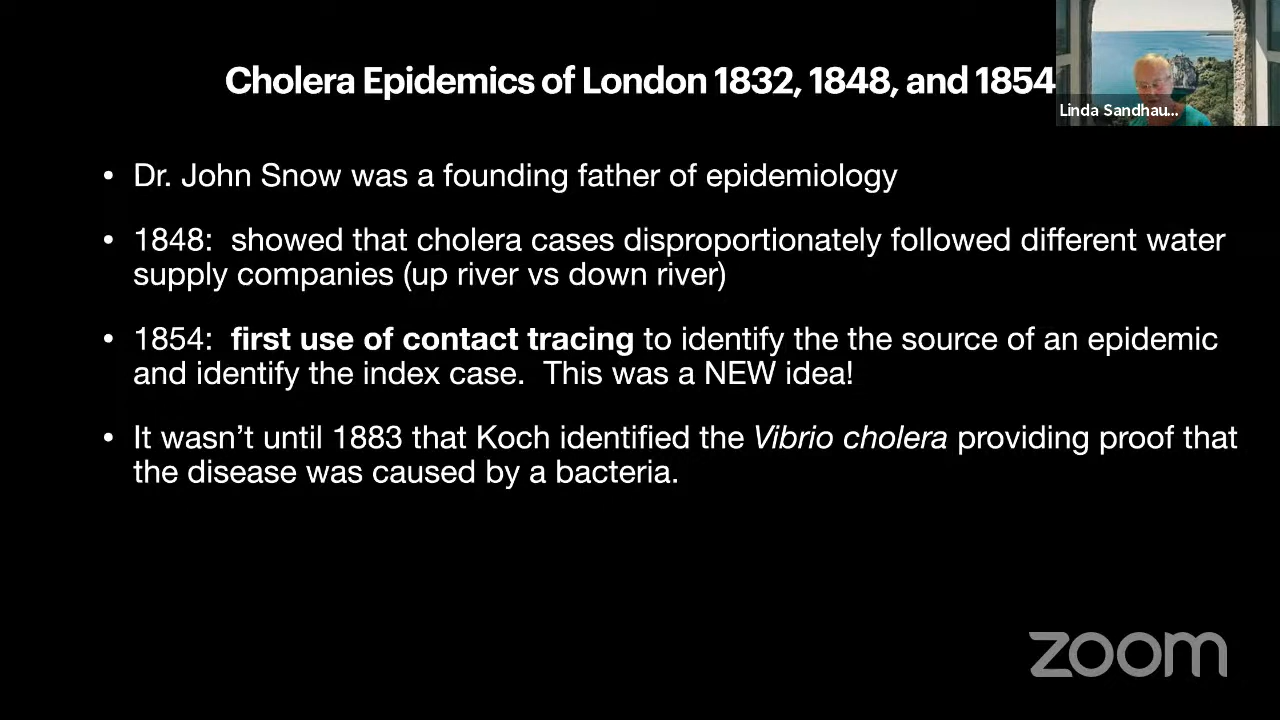 Cholera Epidemics of London 1832, 1848, and 1854
Linda Sandhau...
• Dr. John Snow was a founding father of epidemiology
• 1848:  showed that cholera cases disproportionately followed different water
supply companies (up river vs down river)
• 1854:  first use of contact tracing to identify the the source of an epidemic
and identify the index case.  This was a NEW idea!
• It wasn’t until 1883 that Koch identified the Vibrio cholera providing proof that
the disease was caused by a bacteria.
zoom